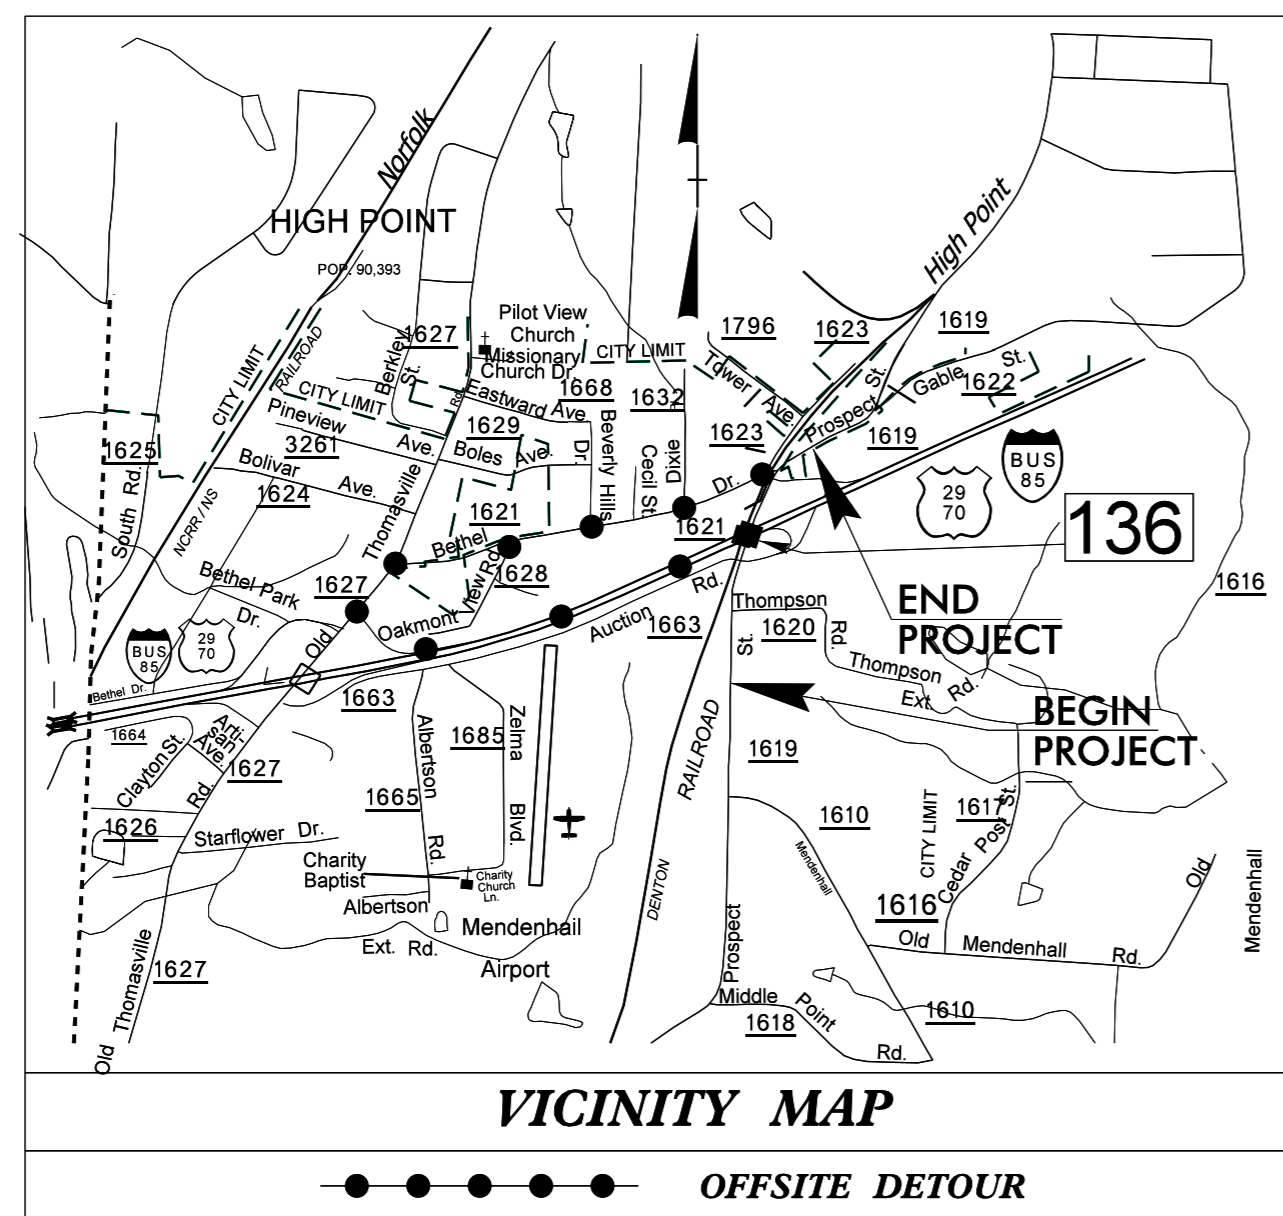 Norfolk
HIGH POINT
POP. 90,393
High Point
CITY LIMIT
RAILROAD
CITY LIMIT
Berkley St.
1627
Rd.
Pilot View
Church
Missionary
Church Dr.
CITY LIMIT
1796
1623
1619
Tower Ave.
Prospect St.
Gable St.
1622
Eastward Ave.
1668
1632
Pineview Ave.
3261
1625
South Rd.
NCRR / NS
Bolivar Ave.
1624
Thomasville
1629
Boles Ave.
Dr.
Beverly Hills
Cecil St.
Dixie
1623
1619
Dr.
1621
1621
Bethel
View Rd.
1628
BUS
85
29
70
136
1616
Bethel Park
Dr.
1627
Oakmont
Old
Auction Rd.
1663
BUS
85
29
70
Bethel Dr.
Thompson Rd.
1620
St.
Thompson
Ext. Rd.
END
PROJECT
BEGIN
PROJECT
1663
1664
Clayton St.
Arti-
san
Ave.
1627
Rd.
Albertson Rd.
1685
Zelma Blvd.
1665
RAILROAD
DENTON
1619
1610
Mendenhall
CITY LIMIT
1617
Cedar Post St.
1626
Starflower Dr.
Charity
Baptist
Charity
Church
Ln.
Albertson
Ext. Rd.
Mendenhail
Airport
Prospect
1616
Old Mendenhall Rd.
Old
Mendenhall
1627
Old Thomasville
Middle Point Rd.
1618
1610
VICINITY MAP
OFFSITE DETOUR